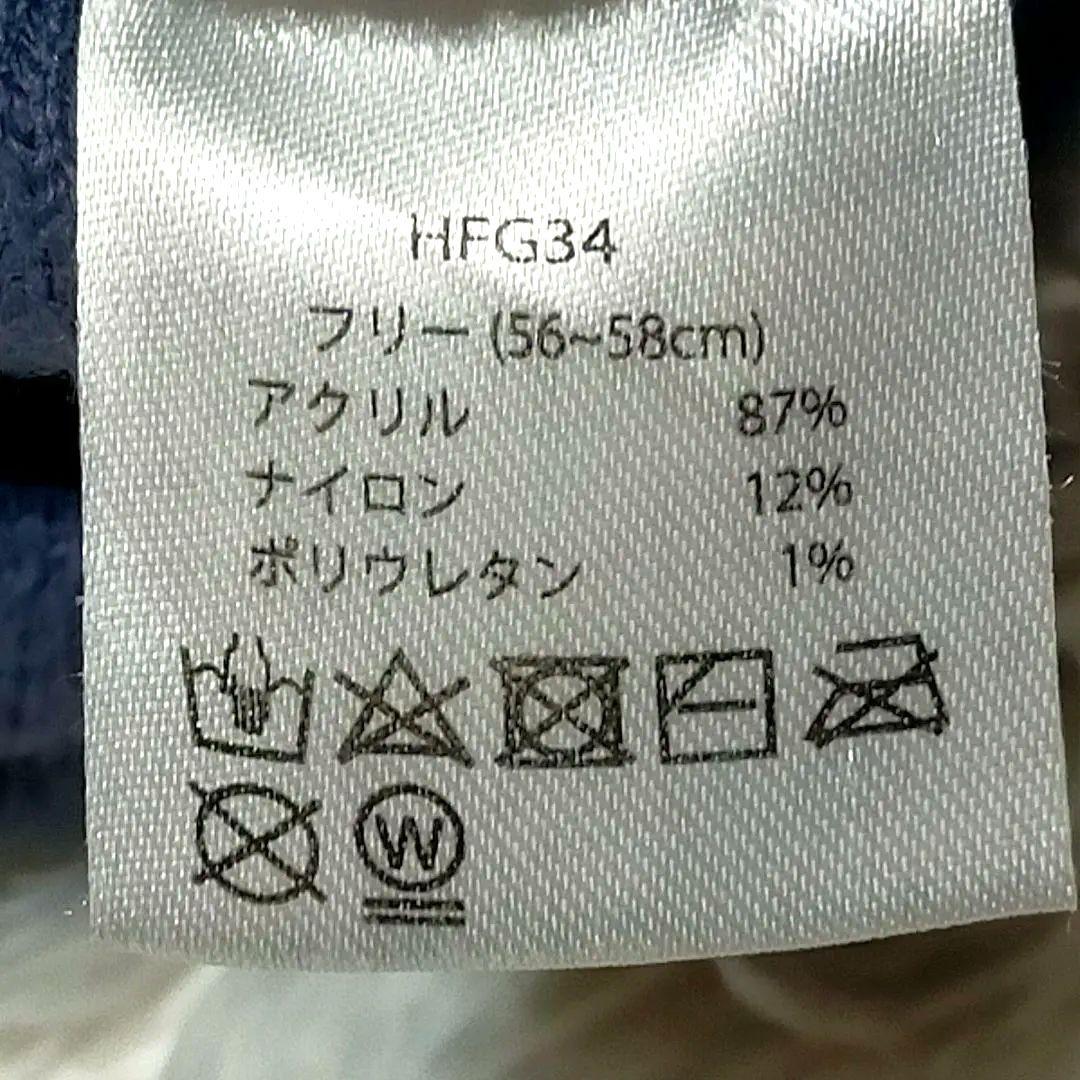 HFG34
フリー (56~58cm)
アクリル 87%
ナイロン 12%
ポリウレタン 1%
W